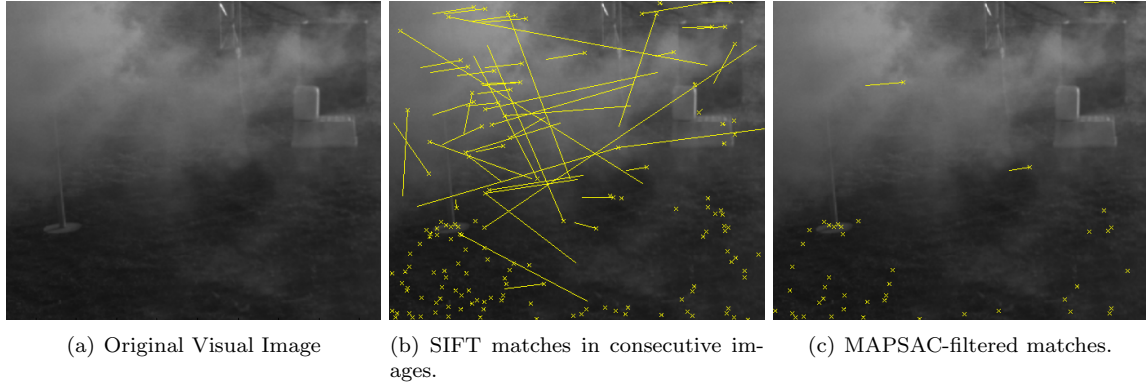 (a) Original Visual Image
(b) SIFT matches in consecutive im-
ages.
(c) MAPSAC-filtered matches.